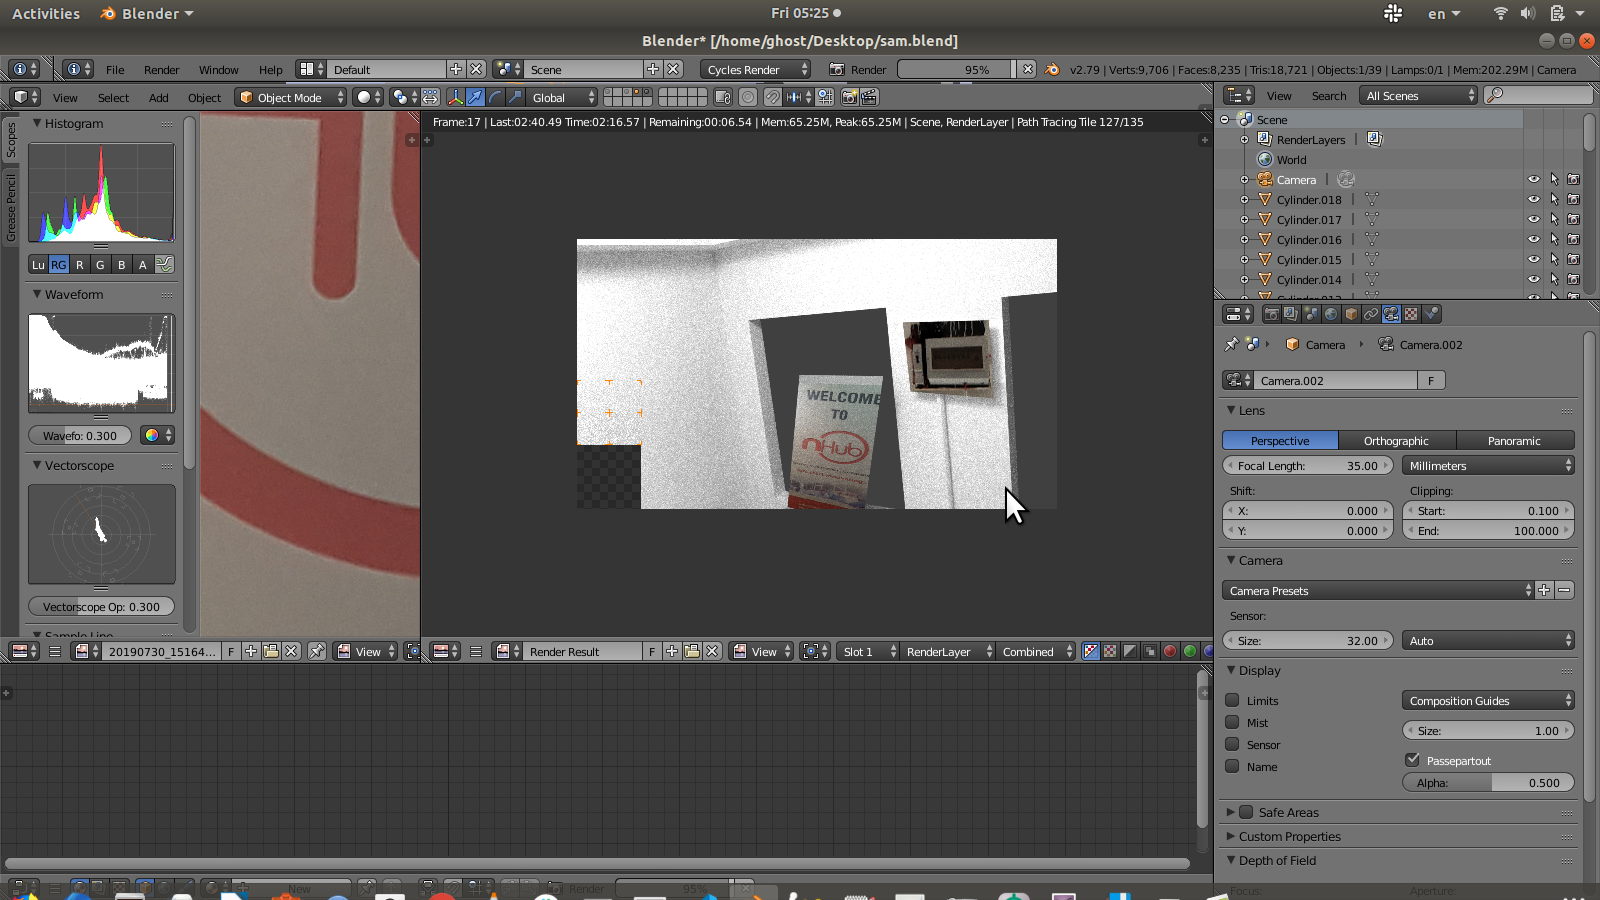 Activities Blender Fri 05:25 en
Blender* [/home/ghost/Desktop/sam.blend]
File Render Window Help Default Scene Cycles Render Render 95% v2.79 | Verts:9,706 | Faces:8,235 | Tris:18,721 | Objects:1/39 | Lamps:0/1 | Mem:202.29M | Camera
View Select Add Object Object Mode Global View Search All Scenes
Frame:17 | Last:02:40.49 Time:02:16.57 | Remaining:00:06.54 | Mem:65.25M, Peak:65.25M | Scene, RenderLayer | Path Tracing Tile 127/135
Scopes
Grease Pencil
Histogram
Lu RG R G B A
Waveform
Wavefo: 0.300
Vectorscope
Vectorscope Op: 0.300
Sample Line
WELCOME
TO
nHub
20190730_15164... F View
Render Result F View Slot 1 RenderLayer Combined
New Render 95%
Scene
RenderLayers
World
Camera
Cylinder.018
Cylinder.017
Cylinder.016
Cylinder.015
Cylinder.014
Camera Camera.002
Camera.002 F
Lens
Perspective Orthographic Panoramic
Focal Length: 35.00 Millimeters
Shift: Clipping:
X: 0.000 Start: 0.100
Y: 0.000 End: 100.000
Camera
Camera Presets
Sensor:
Size: 32.00 Auto
Display
Limits Composition Guides
Mist Size: 1.00
Sensor
Name Passepartout
Alpha: 0.500
Safe Areas
Custom Properties
Depth of Field
Focus: Aperture: